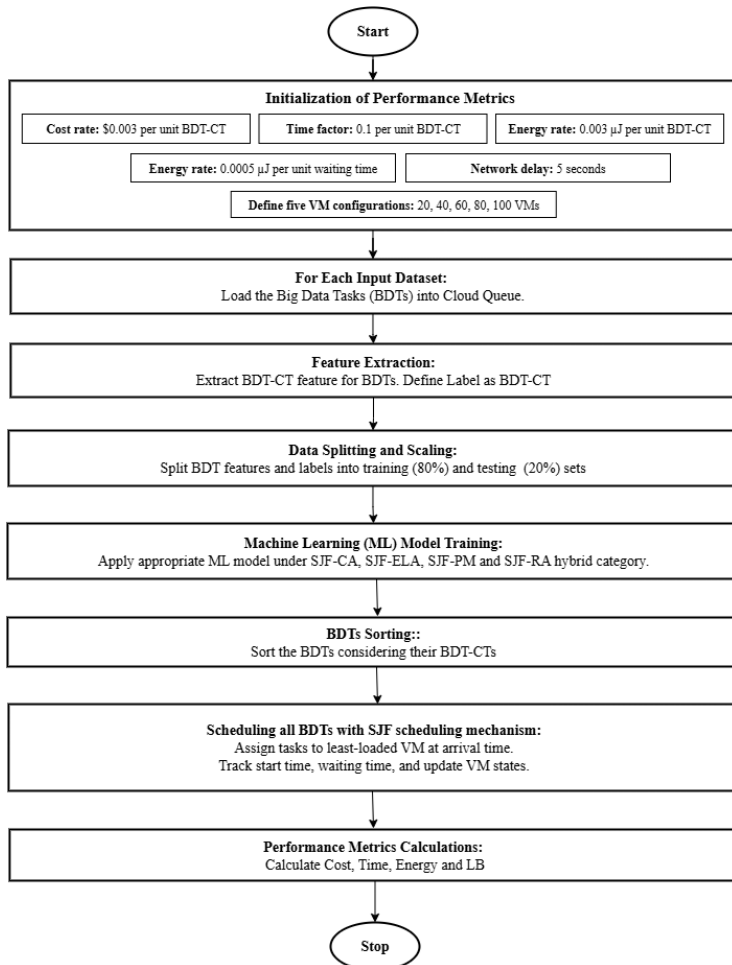 Start
Initialization of Performance Metrics
Cost rate: $0.003 per unit BDT-CT
Time factor: 0.1 per unit BDT-CT
Energy rate: 0.003 µJ per unit BDT-CT
Energy rate: 0.0005 µJ per unit waiting time
Network delay: 5 seconds
Define five VM configurations: 20, 40, 60, 80, 100 VMs
For Each Input Dataset:
Load the Big Data Tasks (BDTs) into Cloud Queue.
Feature Extraction:
Extract BDT-CT feature for BDTs. Define Label as BDT-CT
Data Splitting and Scaling:
Split BDT features and labels into training (80%) and testing (20%) sets
Machine Learning (ML) Model Training:
Apply appropriate ML model under SJF-CA, SJF-ELA, SJF-PM and SJF-RA hybrid category.
BDTs Sorting::
Sort the BDTs considering their BDT-CTs
Scheduling all BDTs with SJF scheduling mechanism:
Assign tasks to least-loaded VM at arrival time.
Track start time, waiting time, and update VM states.
Performance Metrics Calculations:
Calculate Cost, Time, Energy and LB
Stop